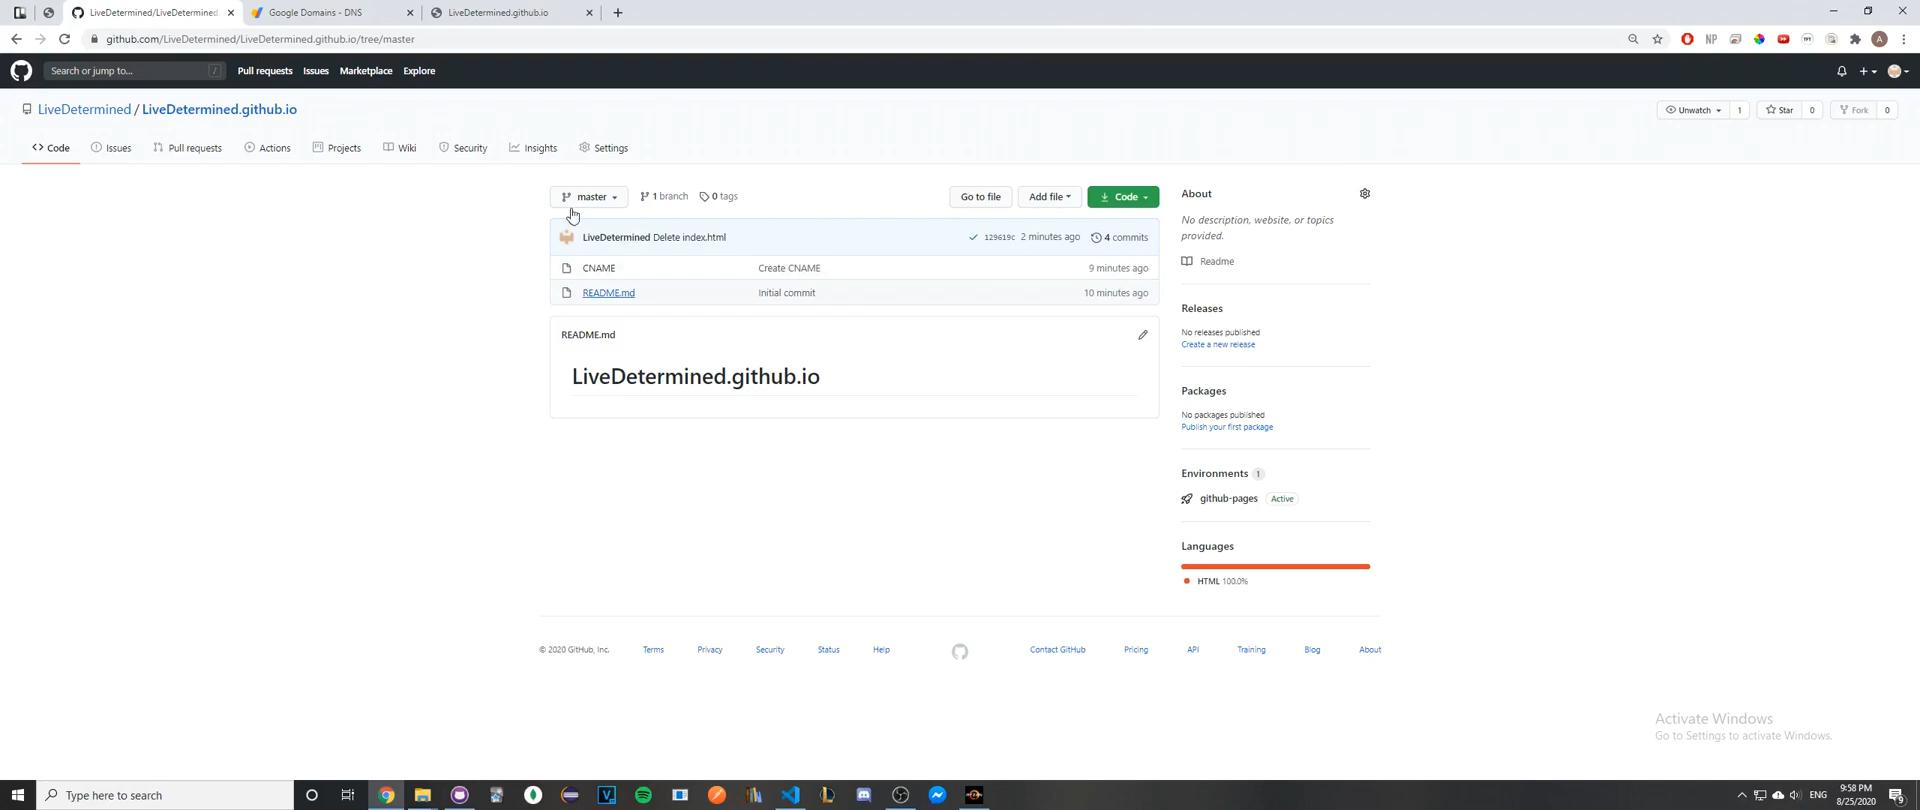 LiveDetermined/LiveDetermined
Google Domains - DNS
LiveDetermined.github.io
github.com/LiveDetermined/LiveDetermined.github.io/tree/master
NP
A
Search or jump to... /
Pull requests Issues Marketplace Explore
LiveDetermined / LiveDetermined.github.io
Unwatch 1 Star 0 Fork 0
Code Issues Pull requests Actions Projects Wiki Security Insights Settings
master 1 branch 0 tags Go to file Add file Code
LiveDetermined Delete index.html 129619c 2 minutes ago 4 commits
CNAME Create CNAME 9 minutes ago
README.md Initial commit 10 minutes ago
README.md
LiveDetermined.github.io
About
No description, website, or topics
provided.
Readme
Releases
No releases published
Create a new release
Packages
No packages published
Publish your first package
Environments 1
github-pages Active
Languages
HTML 100.0%
© 2020 GitHub, Inc. Terms Privacy Security Status Help Contact GitHub Pricing API Training Blog About
Activate Windows
Go to Settings to activate Windows.
Type here to search
ENG
9:58 PM
8/25/2020